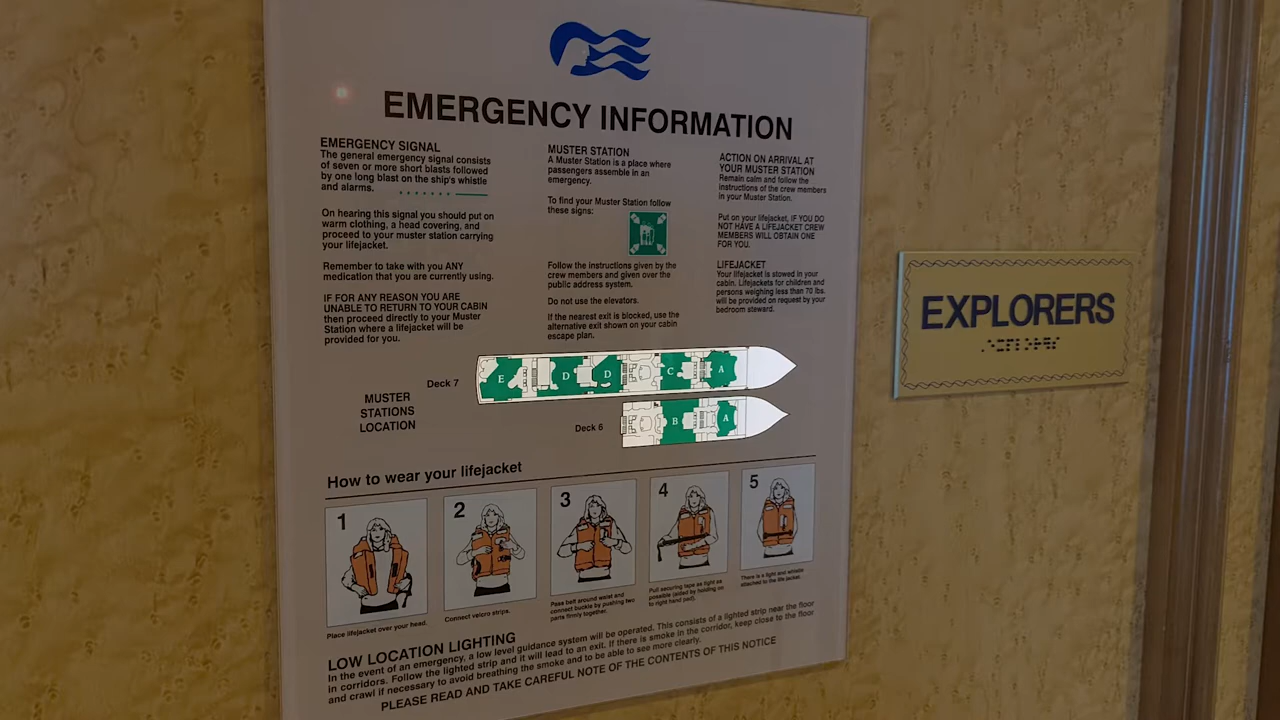 EMERGENCY INFORMATION
EMERGENCY SIGNAL
The general emergency signal consists
of seven or more short blasts followed
by one long blast on the ship's whistle
and alarms.
On hearing this signal you should put on
warm clothing, a head covering, and
proceed to your muster station carrying
your lifejacket.
Remember to take with you ANY
medication that you are currently using.
IF FOR ANY REASON YOU ARE
UNABLE TO RETURN TO YOUR CABIN
then proceed directly to your Muster
Station where a lifejacket will be
provided for you.
MUSTER STATION
A Muster Station is a place where
passengers assemble in an
emergency.
To find your Muster Station follow
these signs:
Follow the instructions given by the
crew members and given over the
public address system.
Do not use the elevators.
If the nearest exit is blocked, use the
alternative exit shown on your cabin
escape plan.
ACTION ON ARRIVAL AT
YOUR MUSTER STATION
Remain calm and follow the
instructions of the crew members
in your Muster Station.
Put on your lifejacket, IF YOU DO
NOT HAVE A LIFEJACKET CREW
MEMBERS WILL OBTAIN ONE
FOR YOU.
LIFEJACKET
Your lifejacket is stowed in your
cabin. Lifejackets for children and
persons weighing less than 70 lbs.
will be provided on request by your
bedroom steward.
EXPLORERS
Deck 7
E D D C A
MUSTER
STATIONS
LOCATION
Deck 6
B A
How to wear your lifejacket
1
2
3
4
5
Place lifejacket over your head.
Connect velcro strips.
Pass belt around waist and
connect buckle by pushing two
parts firmly together.
Pull securing tape as tight as
possible (aided by holding on
to right hand pad).
There is a light and whistle
attached to the life jacket.
LOW LOCATION LIGHTING
In the event of an emergency, a low level guidance system will be operated. This consists of a lighted strip near the floor
in corridors. Follow the lighted strip and it will lead to an exit. If there is smoke in the corridor, keep close to the floor
and crawl if necessary to avoid breathing the smoke and to be able to see more clearly.
PLEASE READ AND TAKE CAREFUL NOTE OF THE CONTENTS OF THIS NOTICE